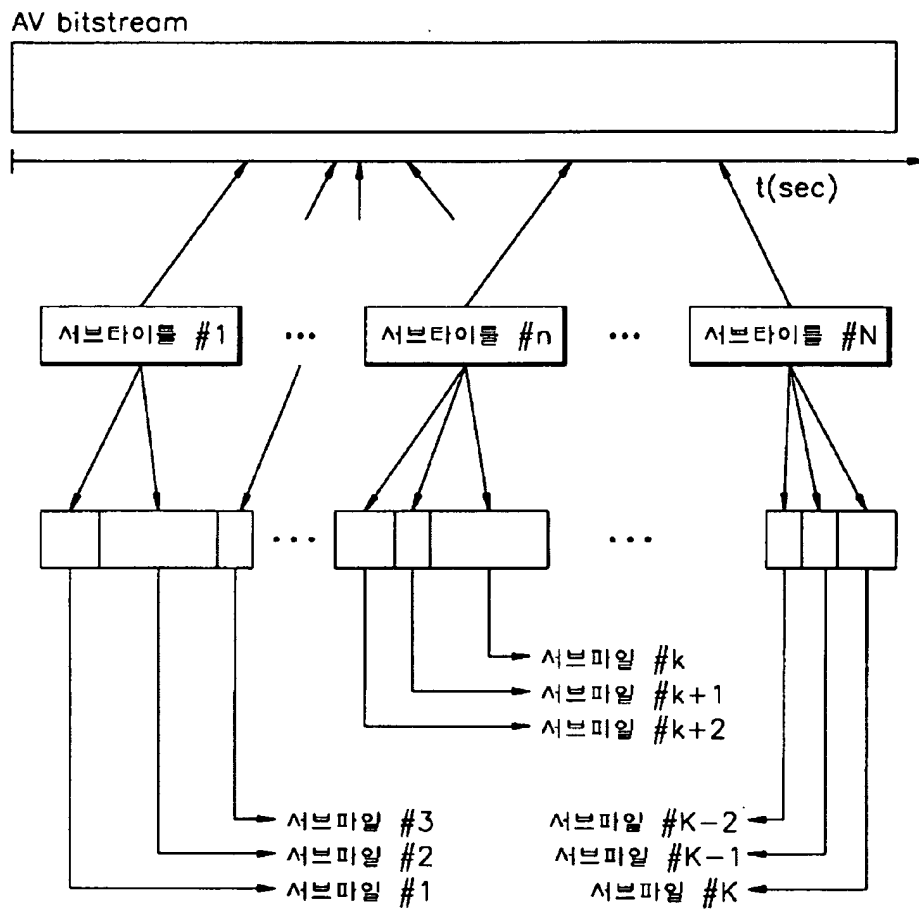 AV bitstream
t(sec)
서브타이틀 #1 ... 서브타이틀 #n ... 서브타이틀 #N
... ...
서브파일 #k
서브파일 #k+1
서브파일 #k+2
서브파일 #3
서브파일 #2
서브파일 #1
서브파일 #K-2
서브파일 #K-1
서브파일 #K